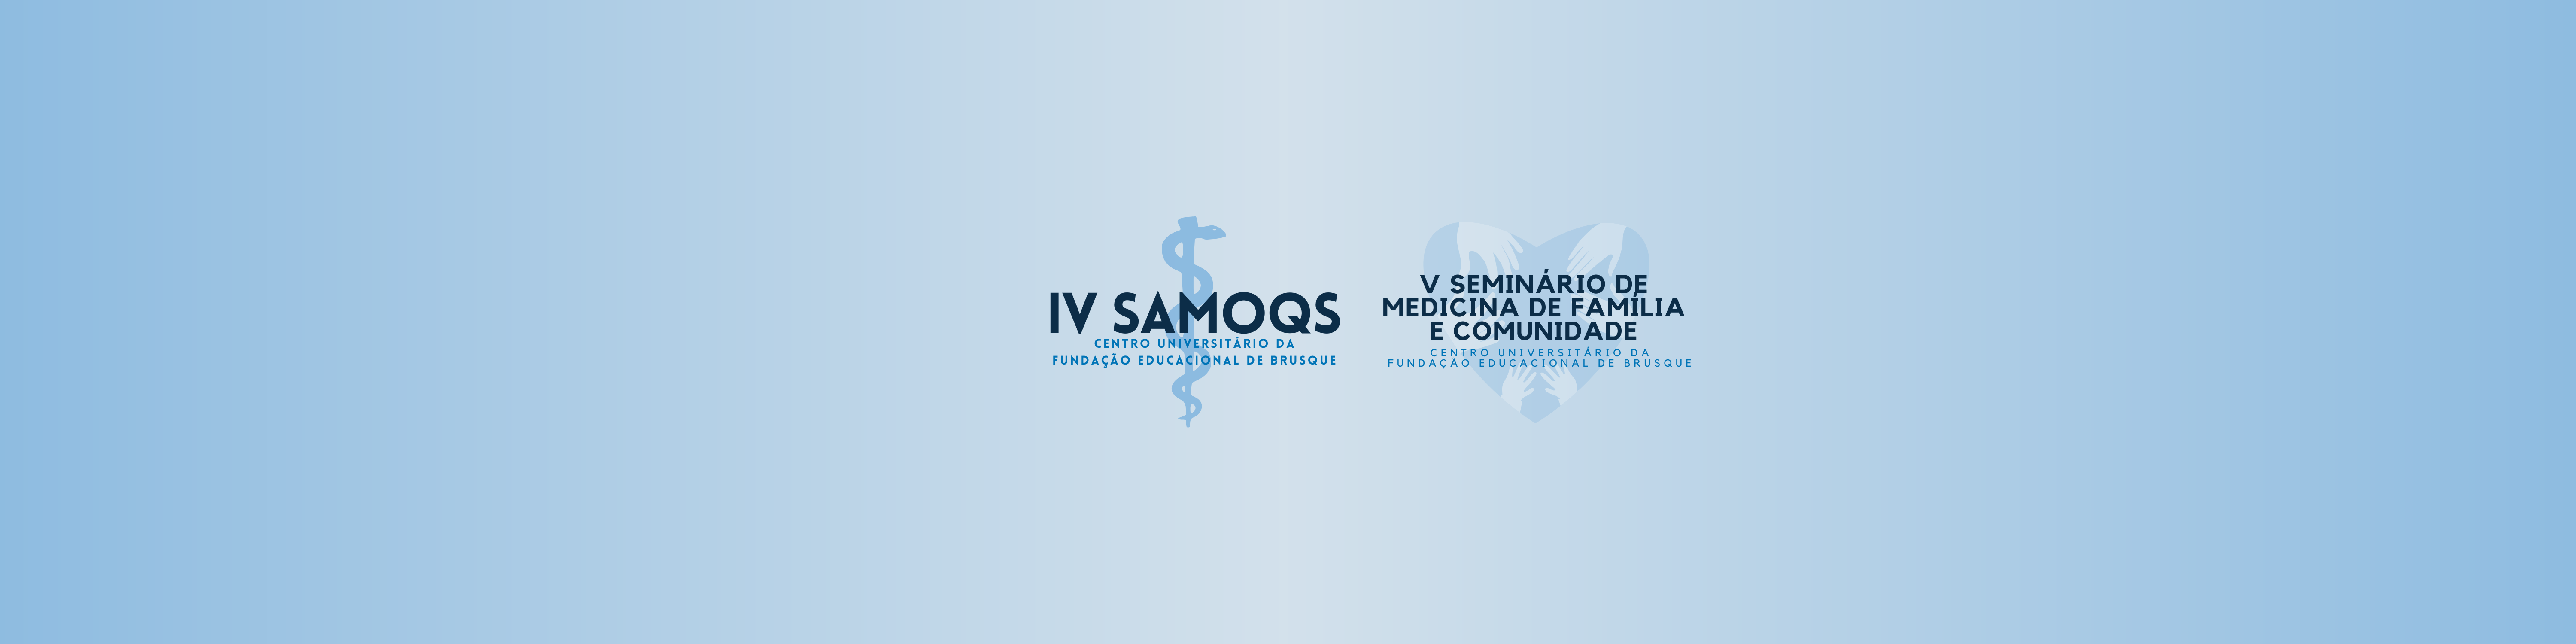 IV SAMOQS
CENTRO UNIVERSITÁRIO DA
FUNDAÇÃO EDUCACIONAL DE BRUSQUE
V SEMINÁRIO DE
MEDICINA DE FAMÍLIA
E COMUNIDADE
CENTRO UNIVERSITÁRIO DA
FUNDAÇÃO EDUCACIONAL DE BRUSQUE